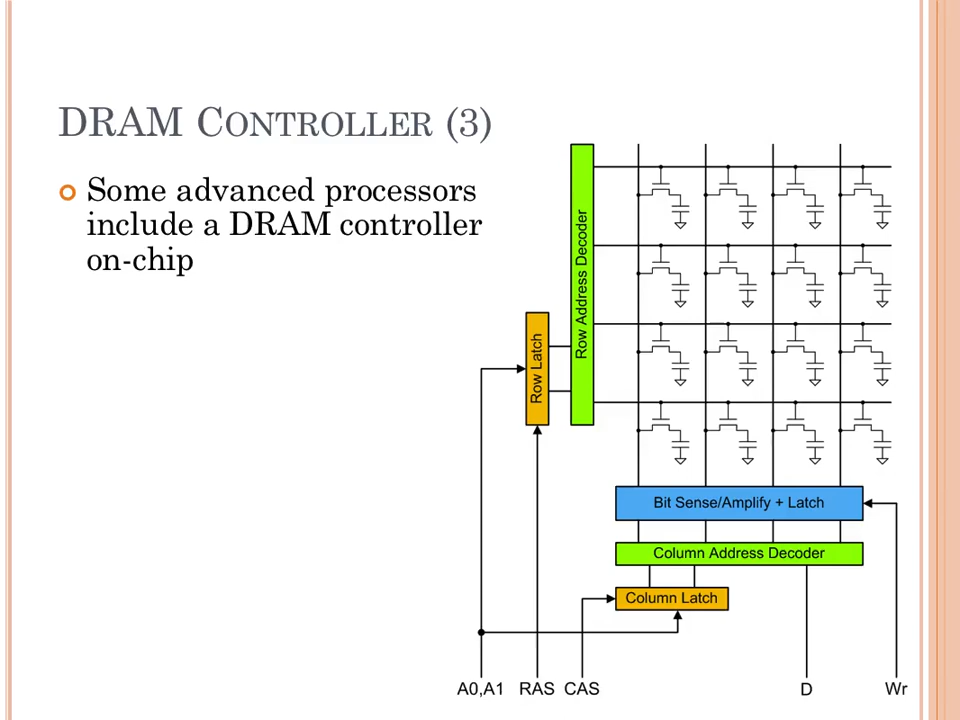 DRAM CONTROLLER (3)
Some advanced processors
include a DRAM controller
on-chip
Row Address Decoder
Row Latch
Bit Sense/Amplify + Latch
Column Address Decoder
Column Latch
A0,A1 RAS CAS D Wr